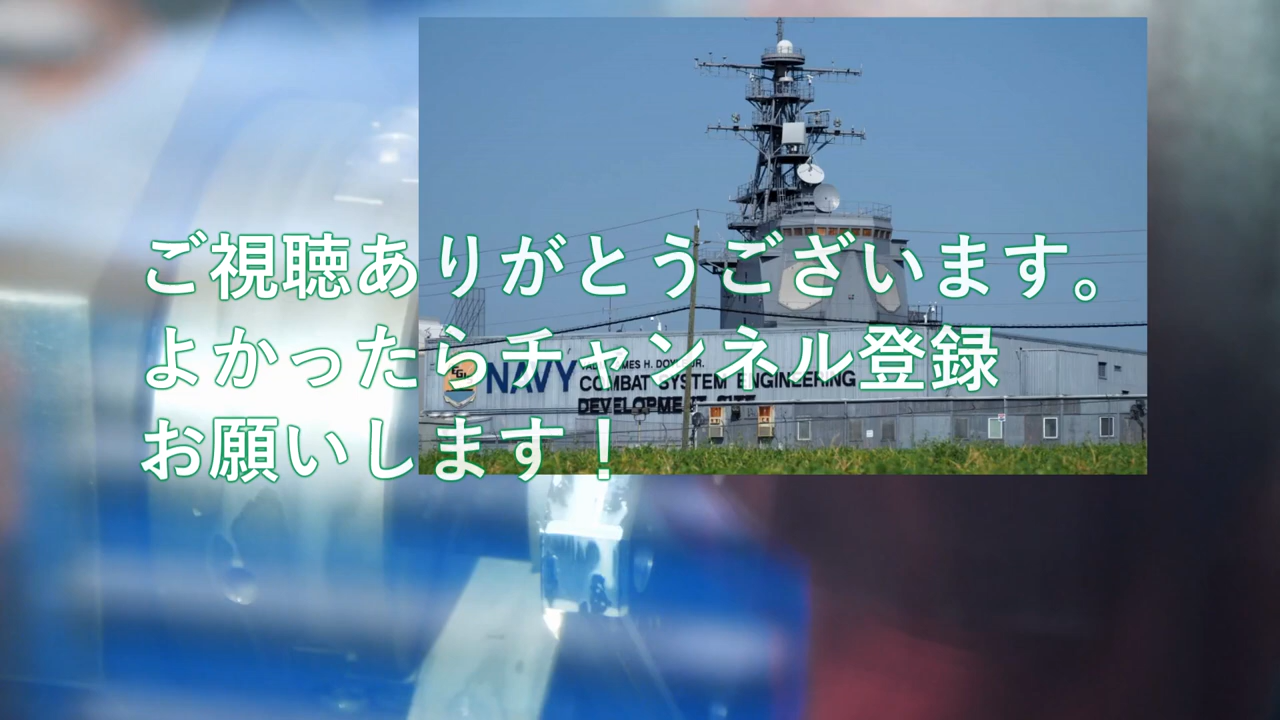 ご視聴ありがとうございます。
よかったらチャンネル登録
お願いします！
NAVY
COMBAT SYSTEM ENGINEERING
DEVELOPMENT